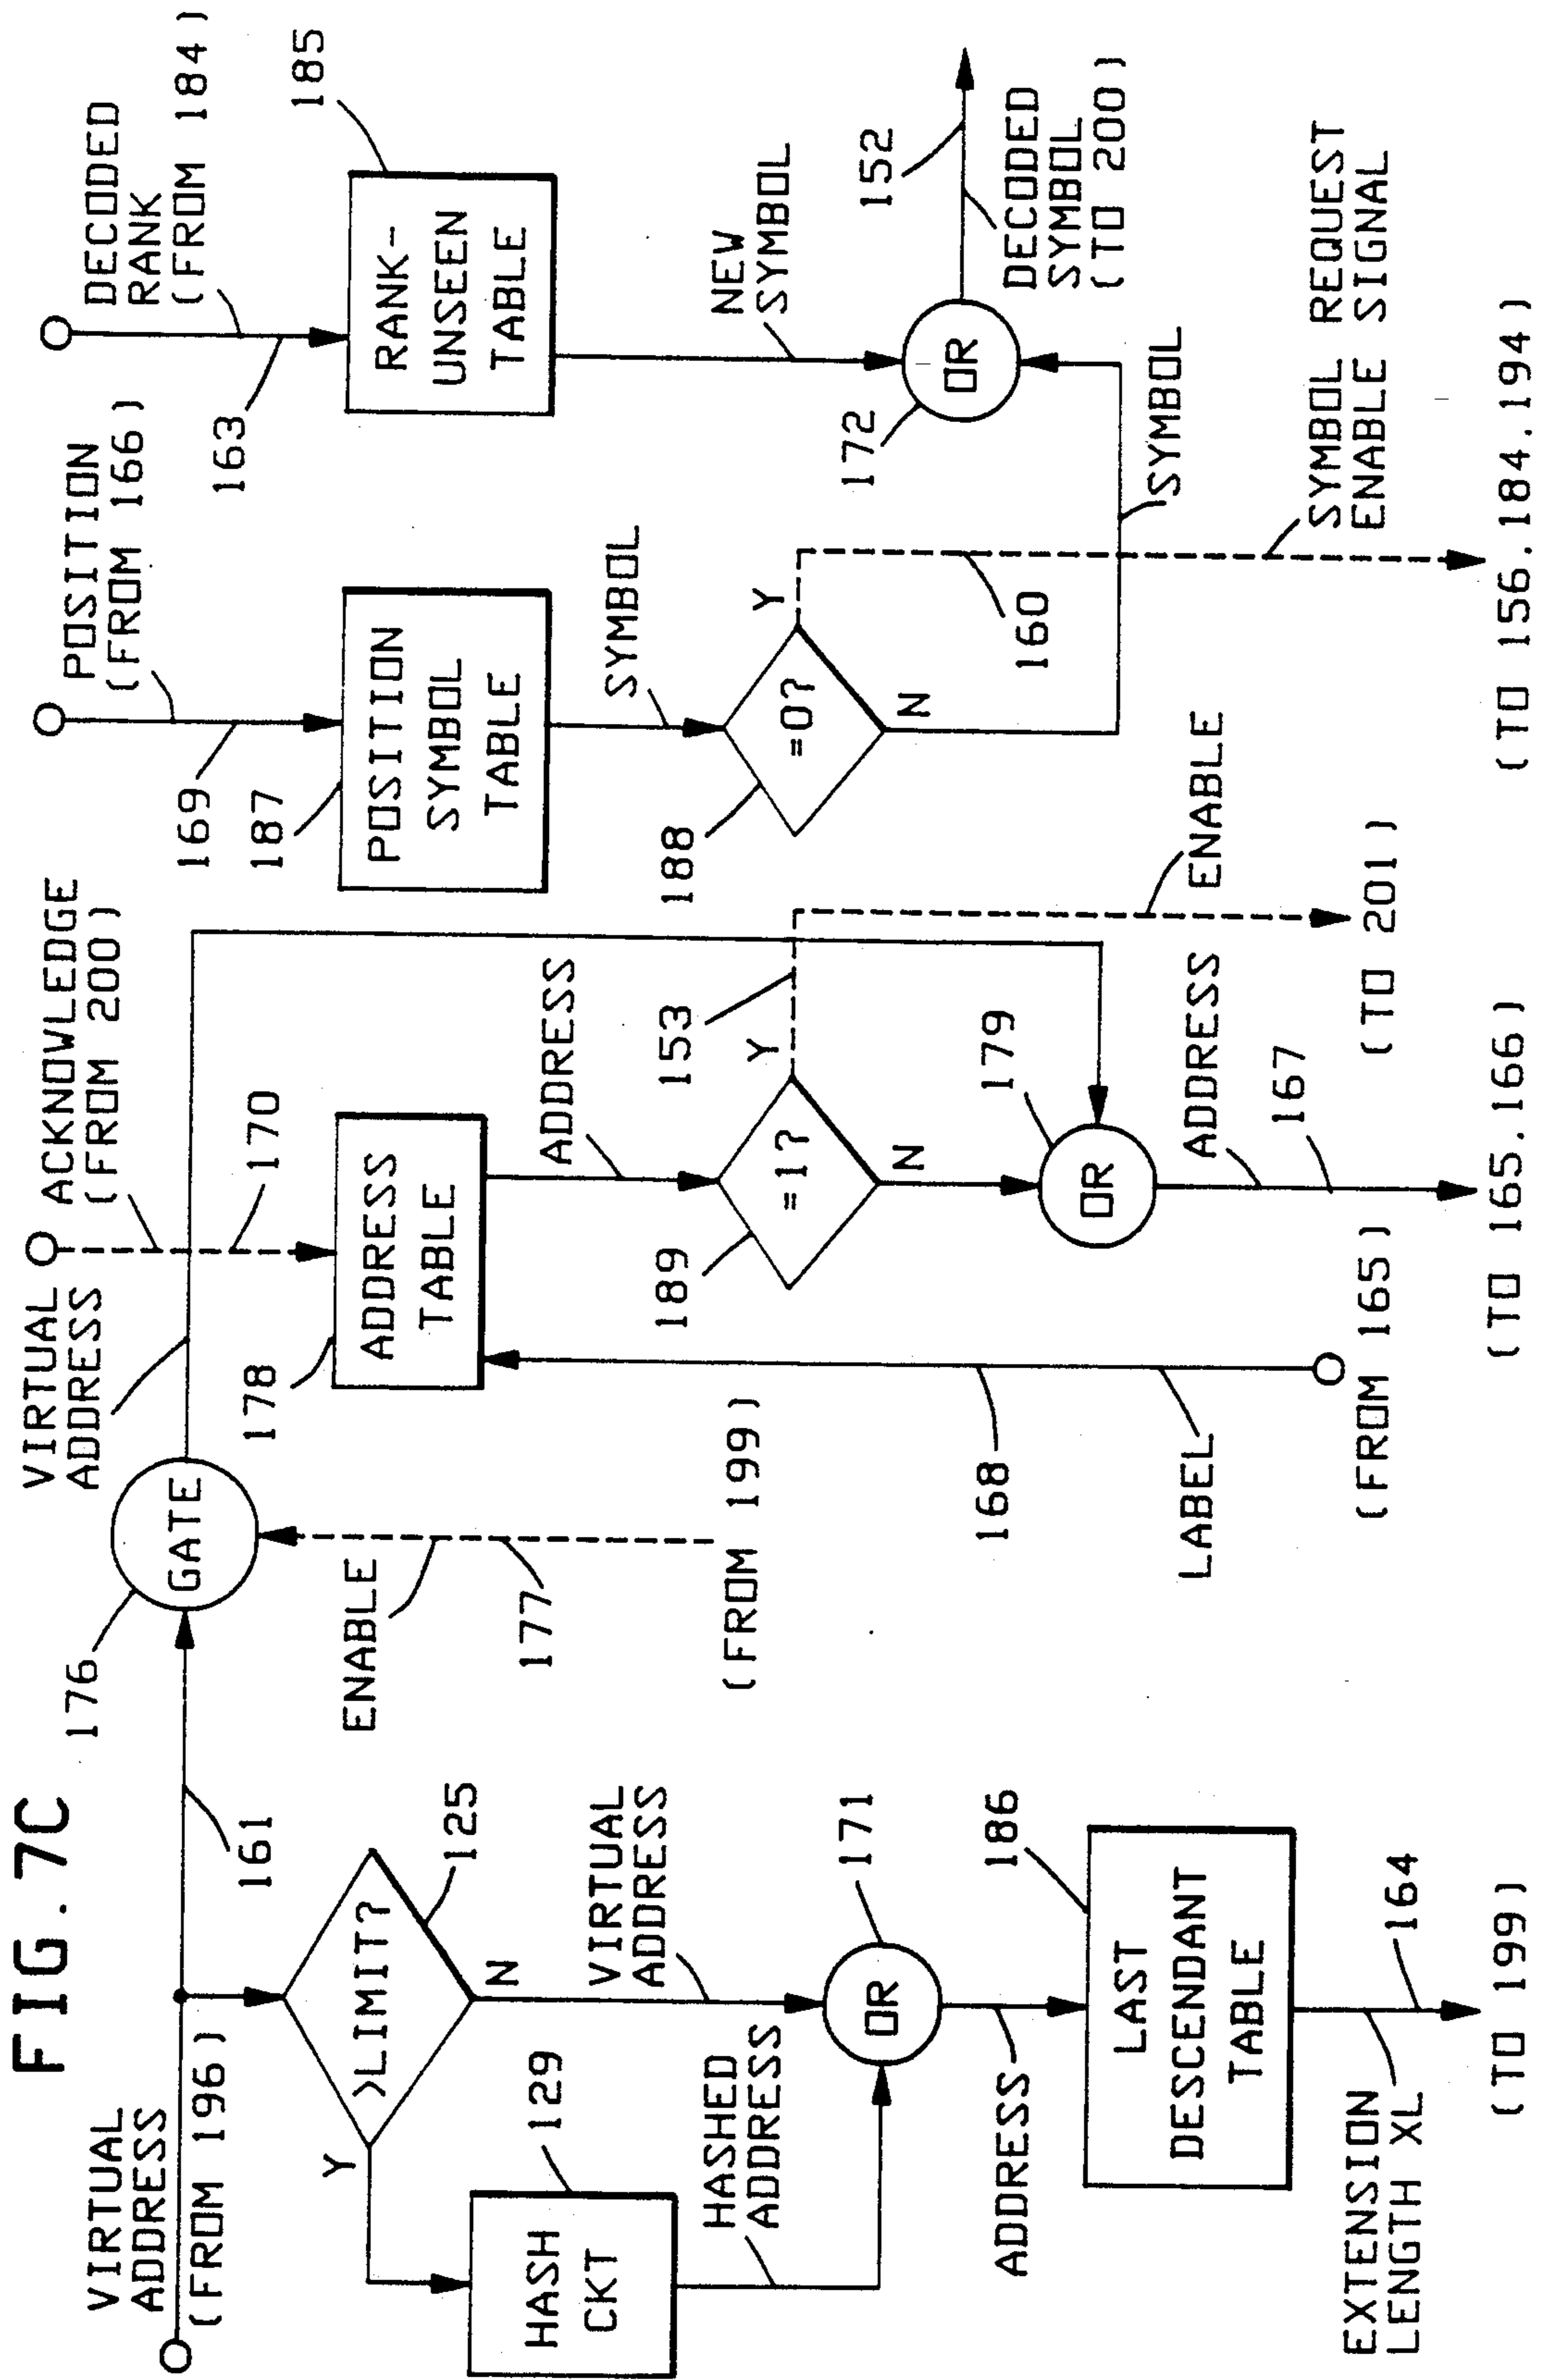 FIG. 7C
VIRTUAL
ADDRESS
(FROM 196)
161
176
GATE
VIRTUAL
ADDRESS
ENABLE
177
(FROM 199)
>LIMIT?
125
Y
N
129
HASH
CKT
HASHED
ADDRESS
VIRTUAL
ADDRESS
171
OR
ADDRESS
186
LAST
DESCENDANT
TABLE
EXTENSION
LENGTH XL
164
(TO 199)
ACKNOWLEDGE
(FROM 200)
170
178
ADDRESS
TABLE
ADDRESS
189
=1?
Y
N
153
ENABLE
(TO 201)
179
OR
ADDRESS
167
(TO 165,166)
168
LABEL
(FROM 165)
POSITION
(FROM 166)
169
187
POSITION
SYMBOL
TABLE
SYMBOL
188
=0?
Y
N
160
SYMBOL
SYMBOL REQUEST
ENABLE SIGNAL
(TO 156,184,194)
DECODED
RANK
(FROM 184)
163
185
RANK-
UNSEEN
TABLE
NEW
SYMBOL
172
OR
152
DECODED
SYMBOL
(TO 200)